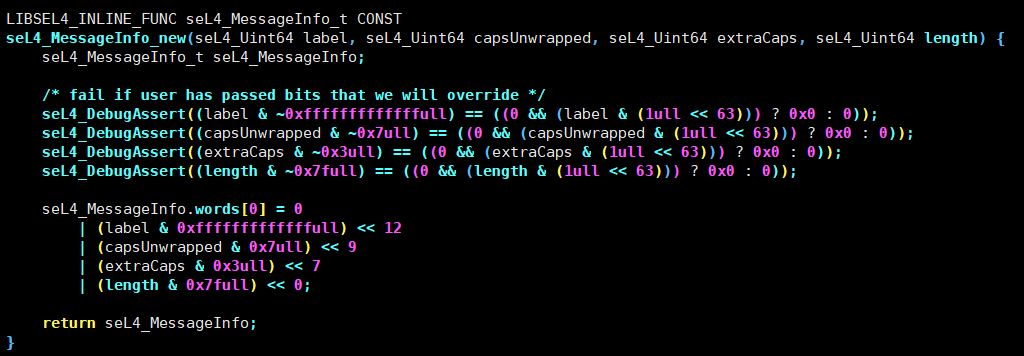 LIBSEL4_INLINE_FUNC seL4_MessageInfo_t CONST
seL4_MessageInfo_new(seL4_Uint64 label, seL4_Uint64 capsUnwrapped, seL4_Uint64 extraCaps, seL4_Uint64 length) {
    seL4_MessageInfo_t seL4_MessageInfo;

    /* fail if user has passed bits that we will override */
    seL4_DebugAssert((label & ~0xfffffffffffffull) == ((0 && (label & (1ull << 63))) ? 0x0 : 0));
    seL4_DebugAssert((capsUnwrapped & ~0x7ull) == ((0 && (capsUnwrapped & (1ull << 63))) ? 0x0 : 0));
    seL4_DebugAssert((extraCaps & ~0x3ull) == ((0 && (extraCaps & (1ull << 63))) ? 0x0 : 0));
    seL4_DebugAssert((length & ~0x7full) == ((0 && (length & (1ull << 63))) ? 0x0 : 0));

    seL4_MessageInfo.words[0] = 0
        | (label & 0xfffffffffffffull) << 12
        | (capsUnwrapped & 0x7ull) << 9
        | (extraCaps & 0x3ull) << 7
        | (length & 0x7full) << 0;

    return seL4_MessageInfo;
}